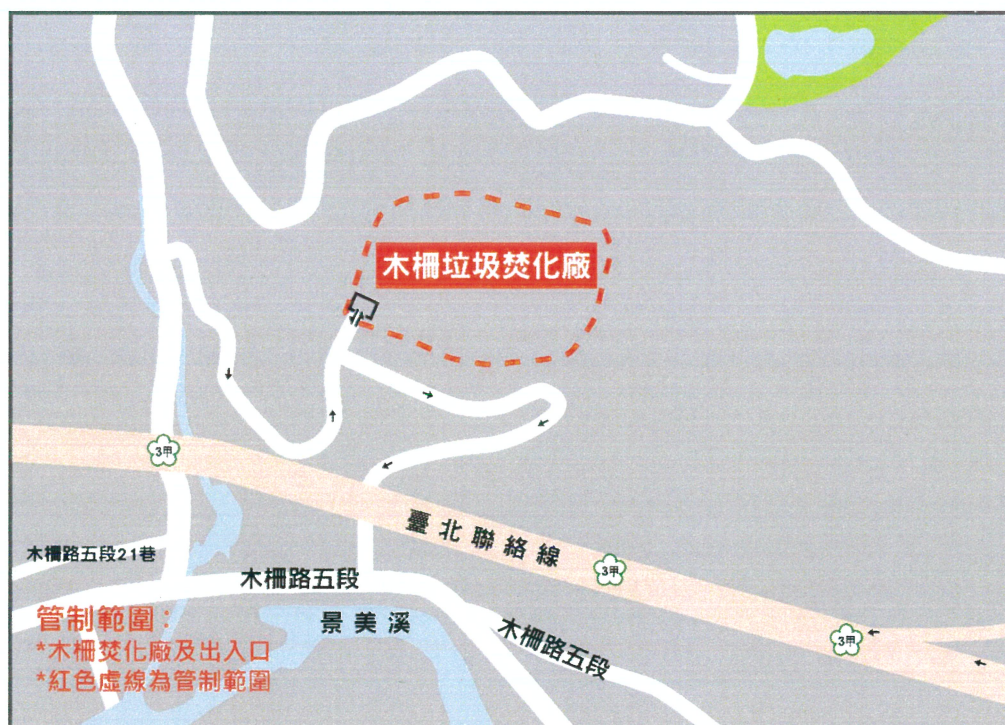 木柵垃圾焚化廠
3甲
臺北聯絡線
3甲
3甲
木柵路五段21巷
木柵路五段
景美溪
木柵路五段
管制範圍：
*木柵焚化廠及出入口
*紅色虛線為管制範圍